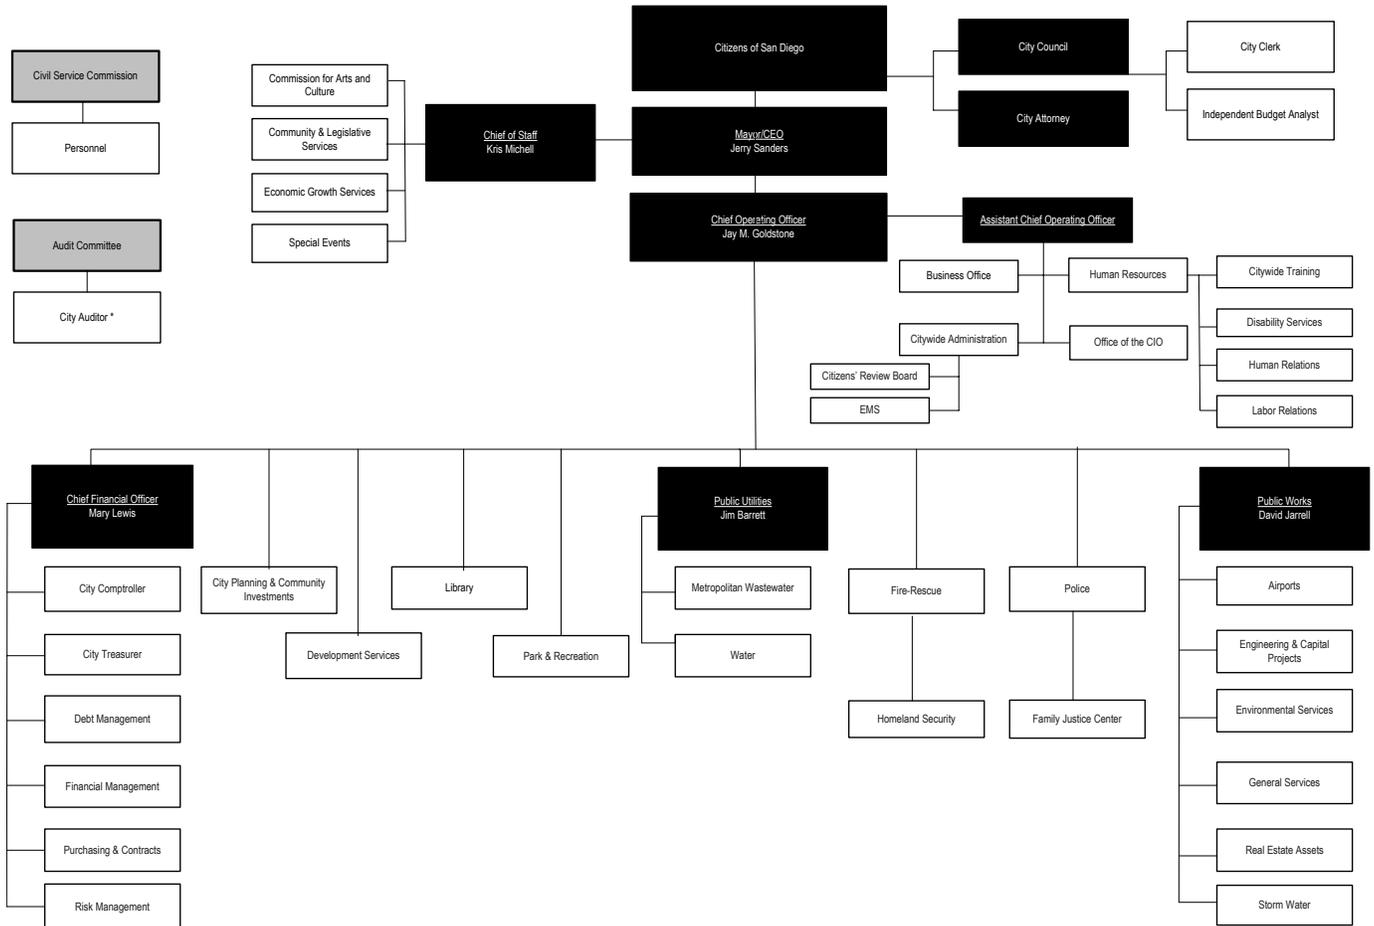 Citizens of San Diego
City Council
City Clerk
Civil Service Commission
Commission for Arts and
Culture
City Attorney
Independent Budget Analyst
Community & Legislative
Services
Chief of Staff
Kris Michell
Mayor/CEO
Jerry Sanders
Personnel
Economic Growth Services
Special Events
Chief Operating Officer
Jay M. Goldstone
Assistant Chief Operating Officer
Audit Committee
Business Office
Human Resources
Citywide Training
City Auditor *
Disability Services
Citywide Administration
Office of the CIO
Human Relations
Citizens' Review Board
EMS
Labor Relations
Chief Financial Officer
Mary Lewis
Public Utilities
Jim Barrett
Public Works
David Jarrell
City Comptroller
City Planning & Community
Investments
Library
Metropolitan Wastewater
Fire-Rescue
Police
Airports
City Treasurer
Development Services
Park & Recreation
Water
Engineering & Capital
Projects
Debt Management
Homeland Security
Family Justice Center
Environmental Services
Financial Management
General Services
Purchasing & Contracts
Real Estate Assets
Risk Management
Storm Water